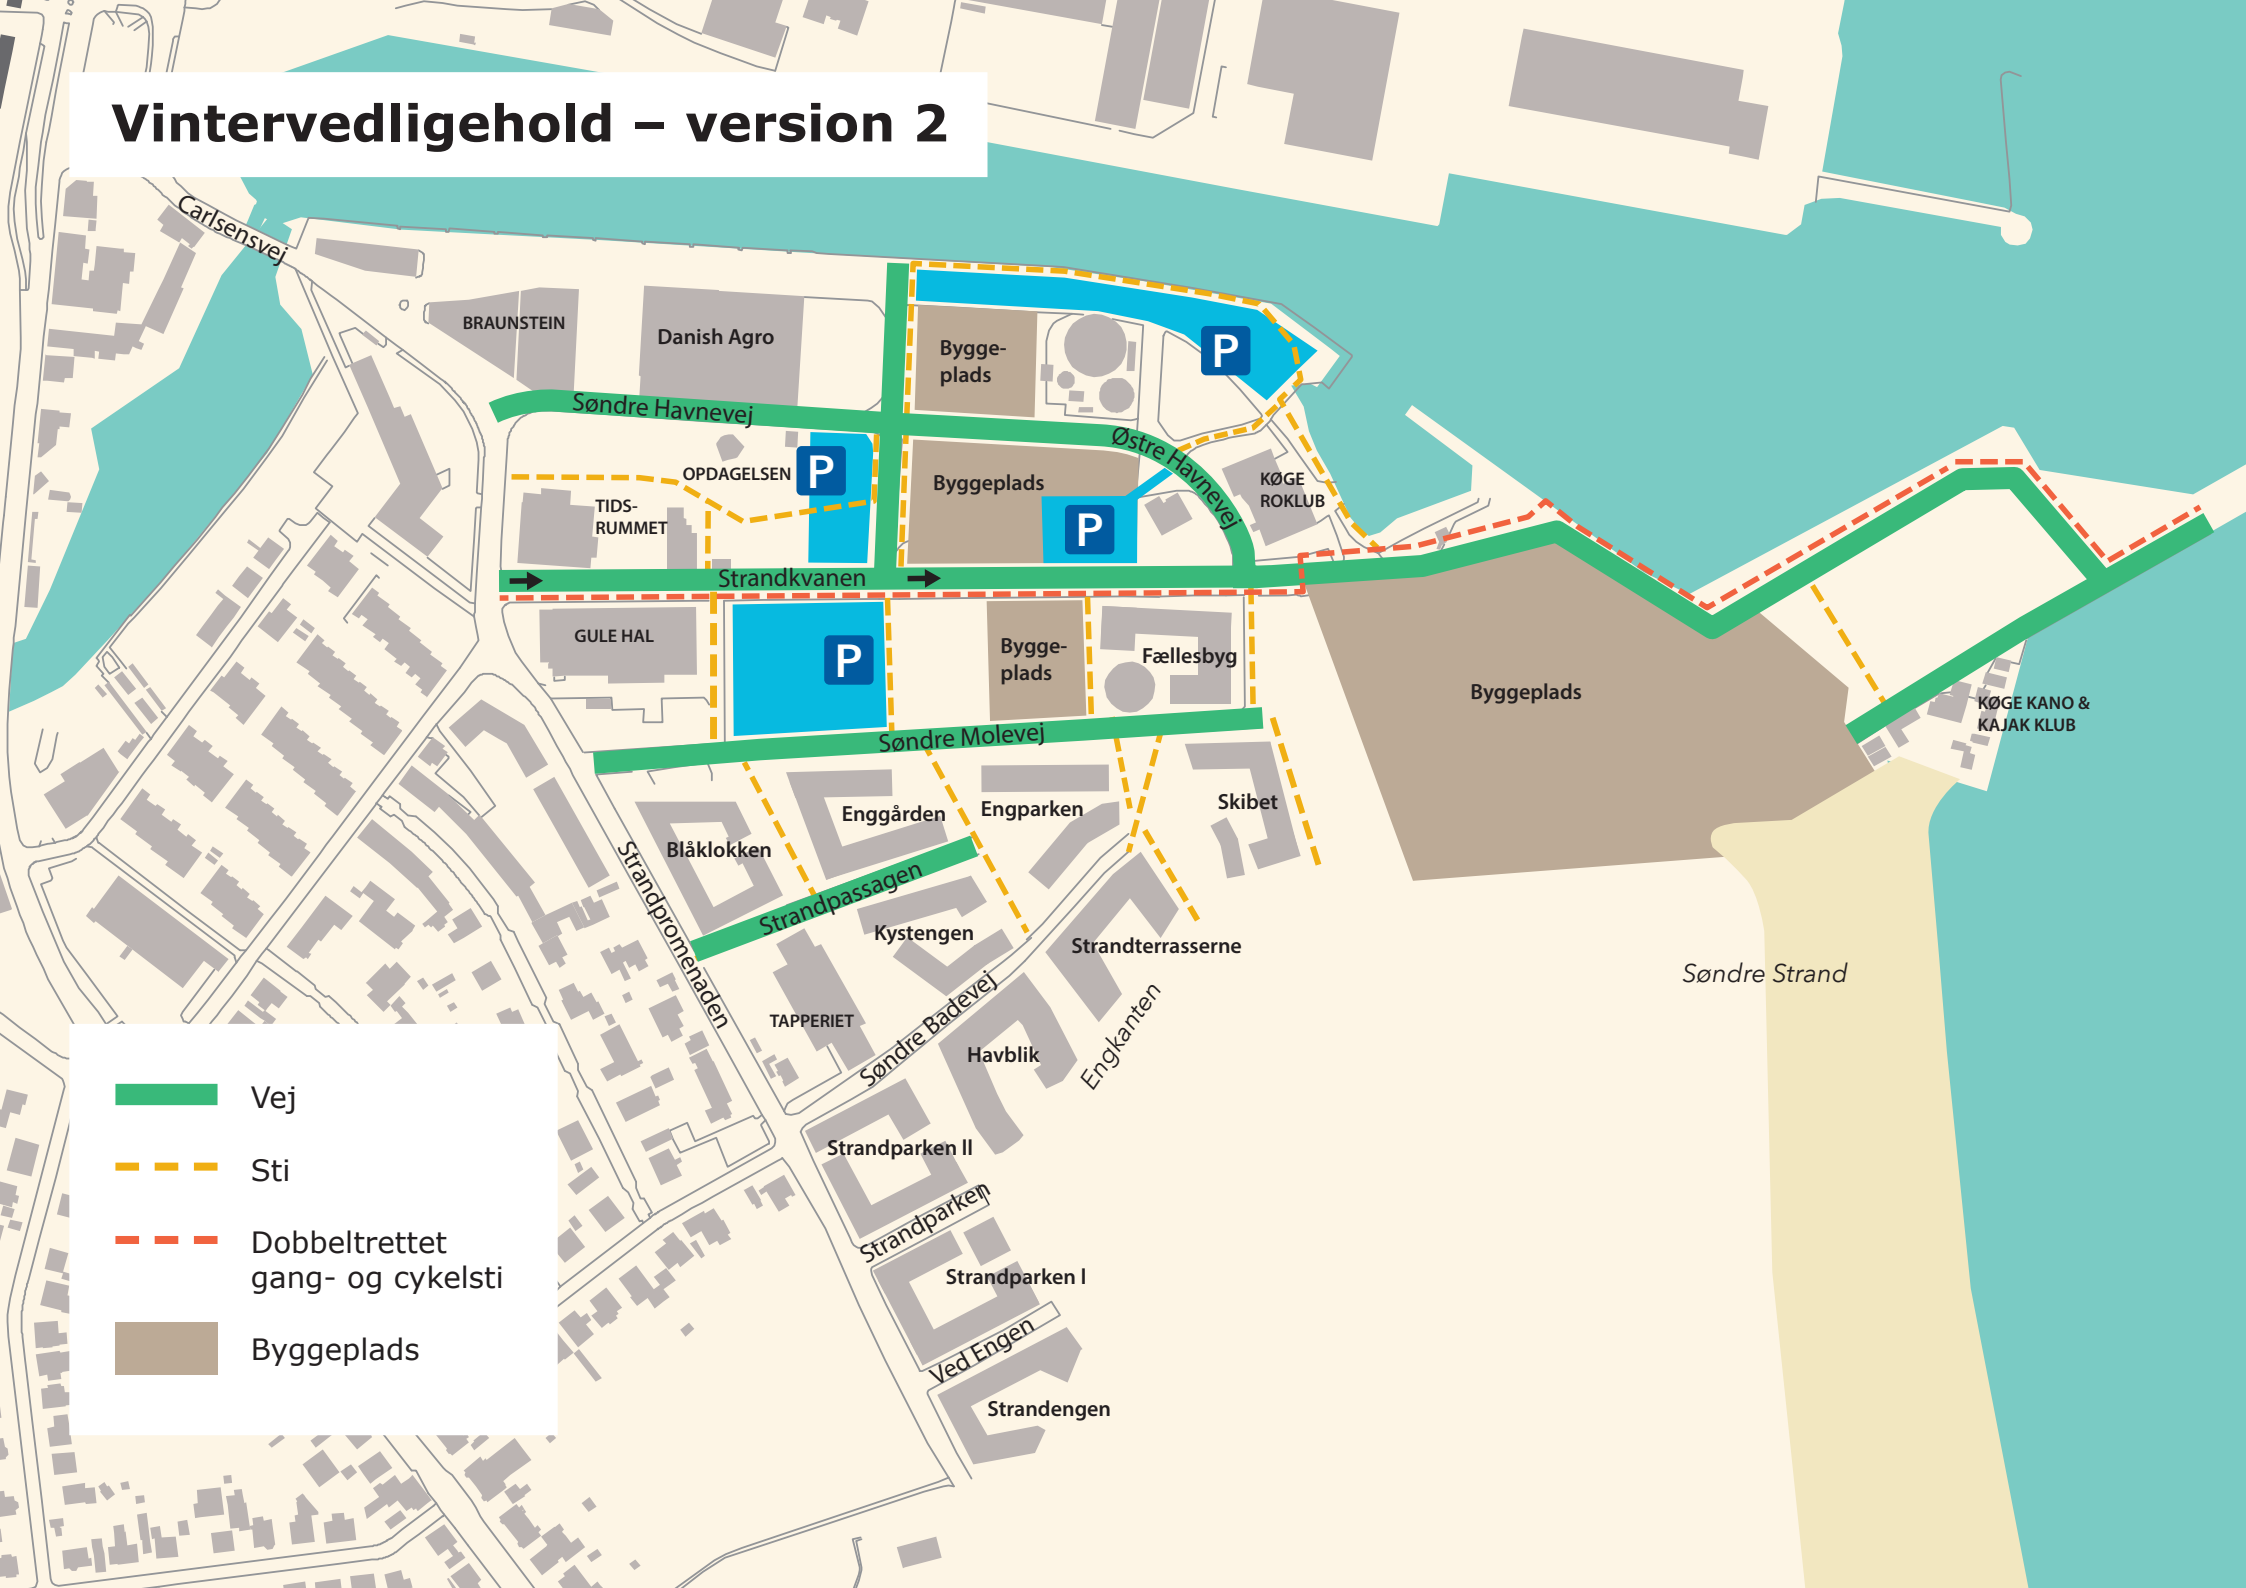 Vintervedligehold – version 2
Carlsensvej
BRAUNSTEIN
Danish Agro
Bygge-
plads
P
Søndre Havnevej
Østre Havnevej
OPDAGELSEN
P
TIDS-
RUMMET
Byggeplads
P
KØGE
ROKLUB
Strandkvanen
GULE HAL
P
Bygge-
plads
Fællesbyg
Byggeplads
KØGE KANO &
KAJAK KLUB
Søndre Molevej
Skibet
Enggården
Engparken
Blåklokken
Strandpromenaden
Strandpassagen
Kystengen
Strandterrasserne
Søndre Strand
TAPPERIET
Søndre Badevej
Havblik
Engkanten
Strandparken II
Strandparken
Strandparken I
Ved Engen
Strandengen
Vej
Sti
Dobbeltrettet
gang- og cykelsti
Byggeplads